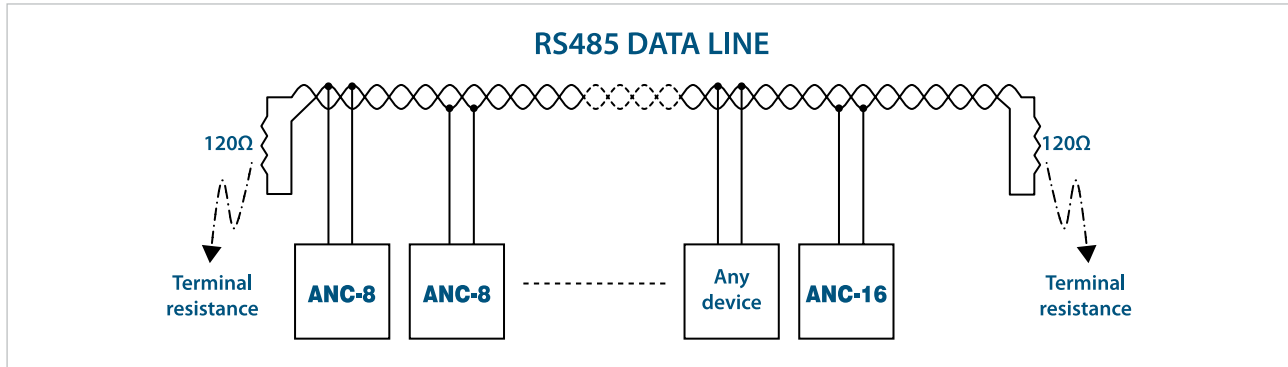 RS485 DATA LINE
120Ω
120Ω
Terminal
resistance
ANC-8
ANC-8
Any
device
ANC-16
Terminal
resistance